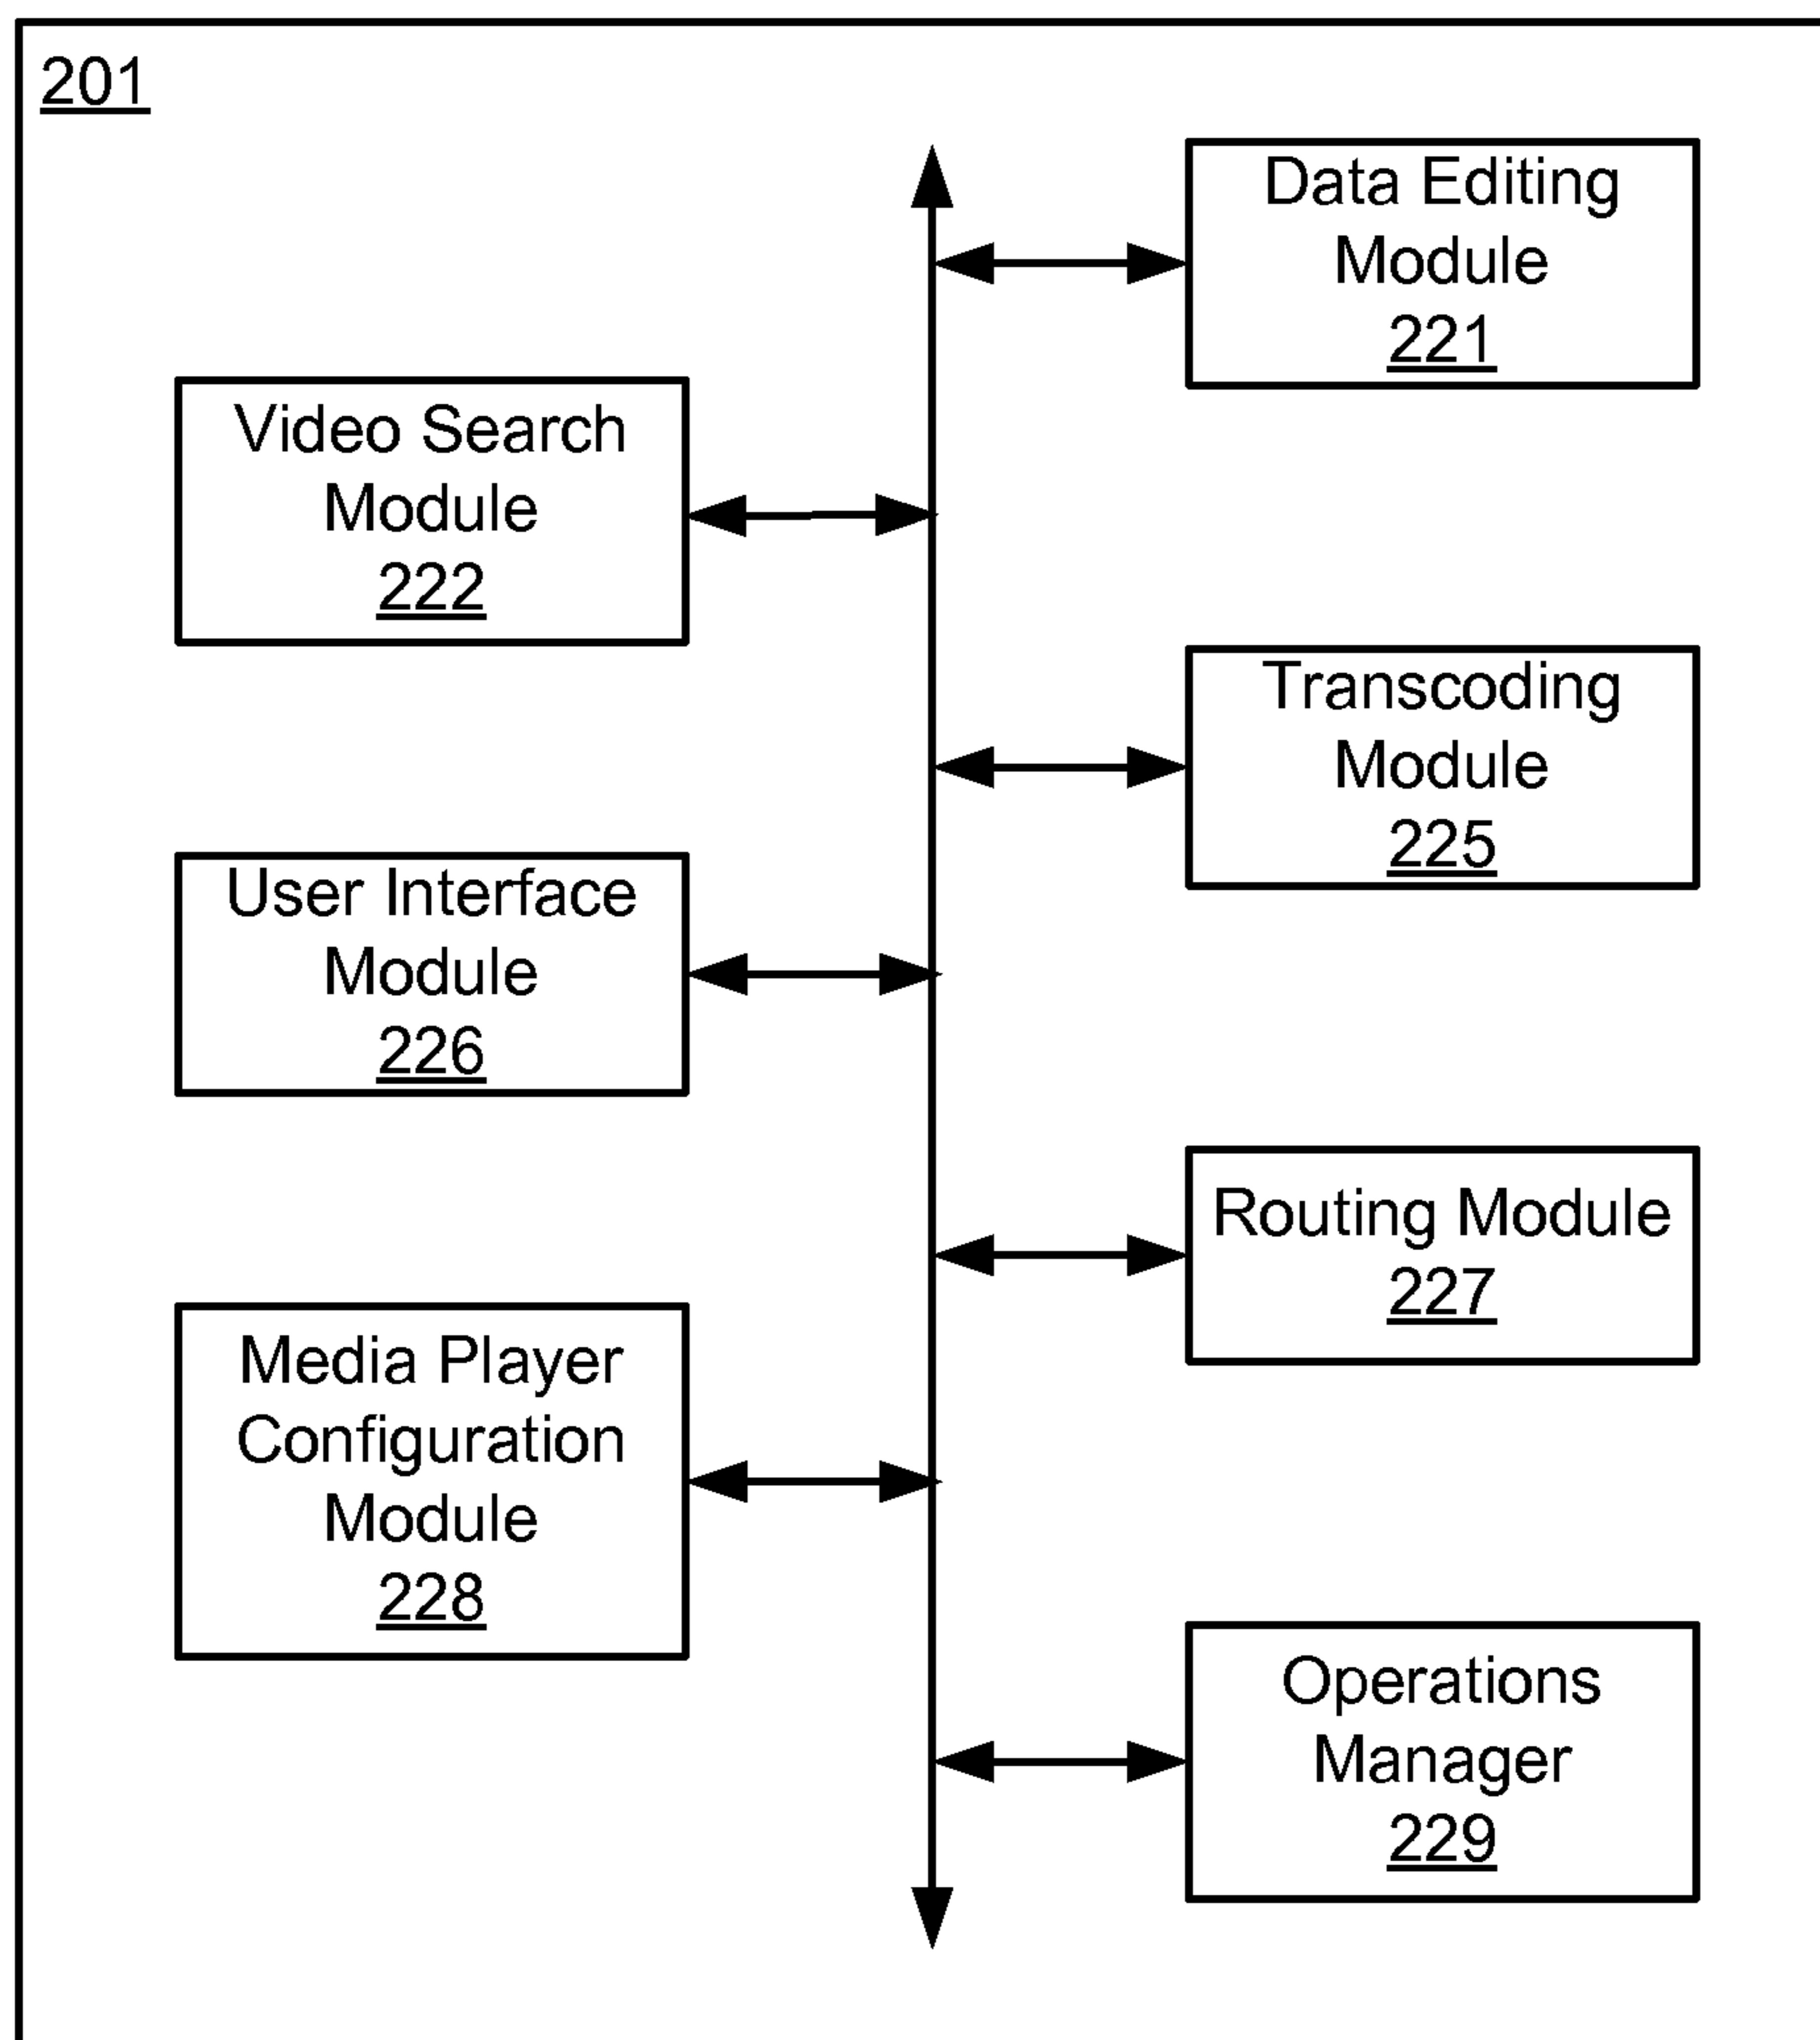 201
Data Editing
Module
221
Video Search
Module
222
Transcoding
Module
225
User Interface
Module
226
Routing Module
227
Media Player
Configuration
Module
228
Operations
Manager
229